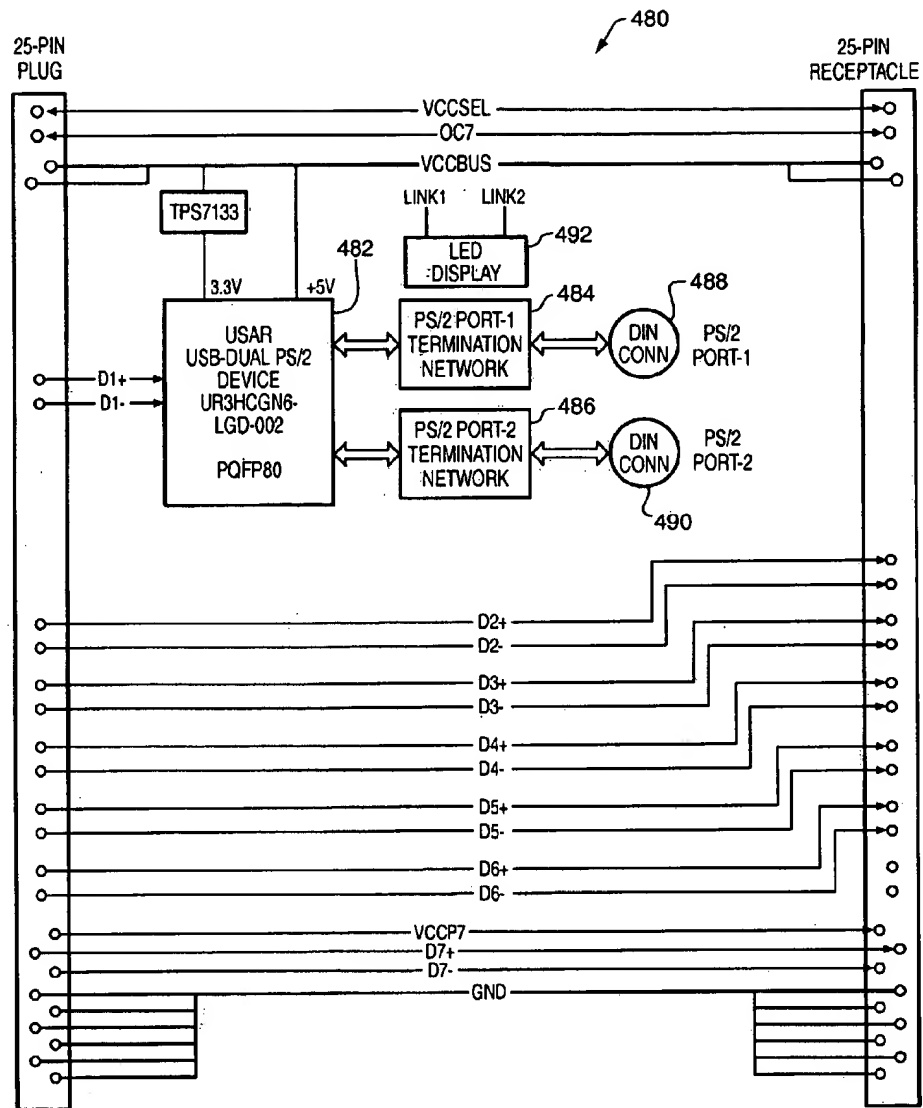 480
25-PIN
PLUG
25-PIN
RECEPTACLE
VCCSEL
OC7
VCCBUS
TPS7133
LINK1 LINK2
LED
DISPLAY
492
482
3.3V +5V
484
488
USAR
USB-DUAL PS/2
DEVICE
UR3HCGN6-
LGD-002
PQFP80
PS/2 PORT-1
TERMINATION
NETWORK
DIN
CONN
PS/2
PORT-1
D1+
D1-
486
PS/2 PORT-2
TERMINATION
NETWORK
DIN
CONN
PS/2
PORT-2
490
D2+
D2-
D3+
D3-
D4+
D4-
D5+
D5-
D6+
D6-
VCCP7
D7+
D7-
GND